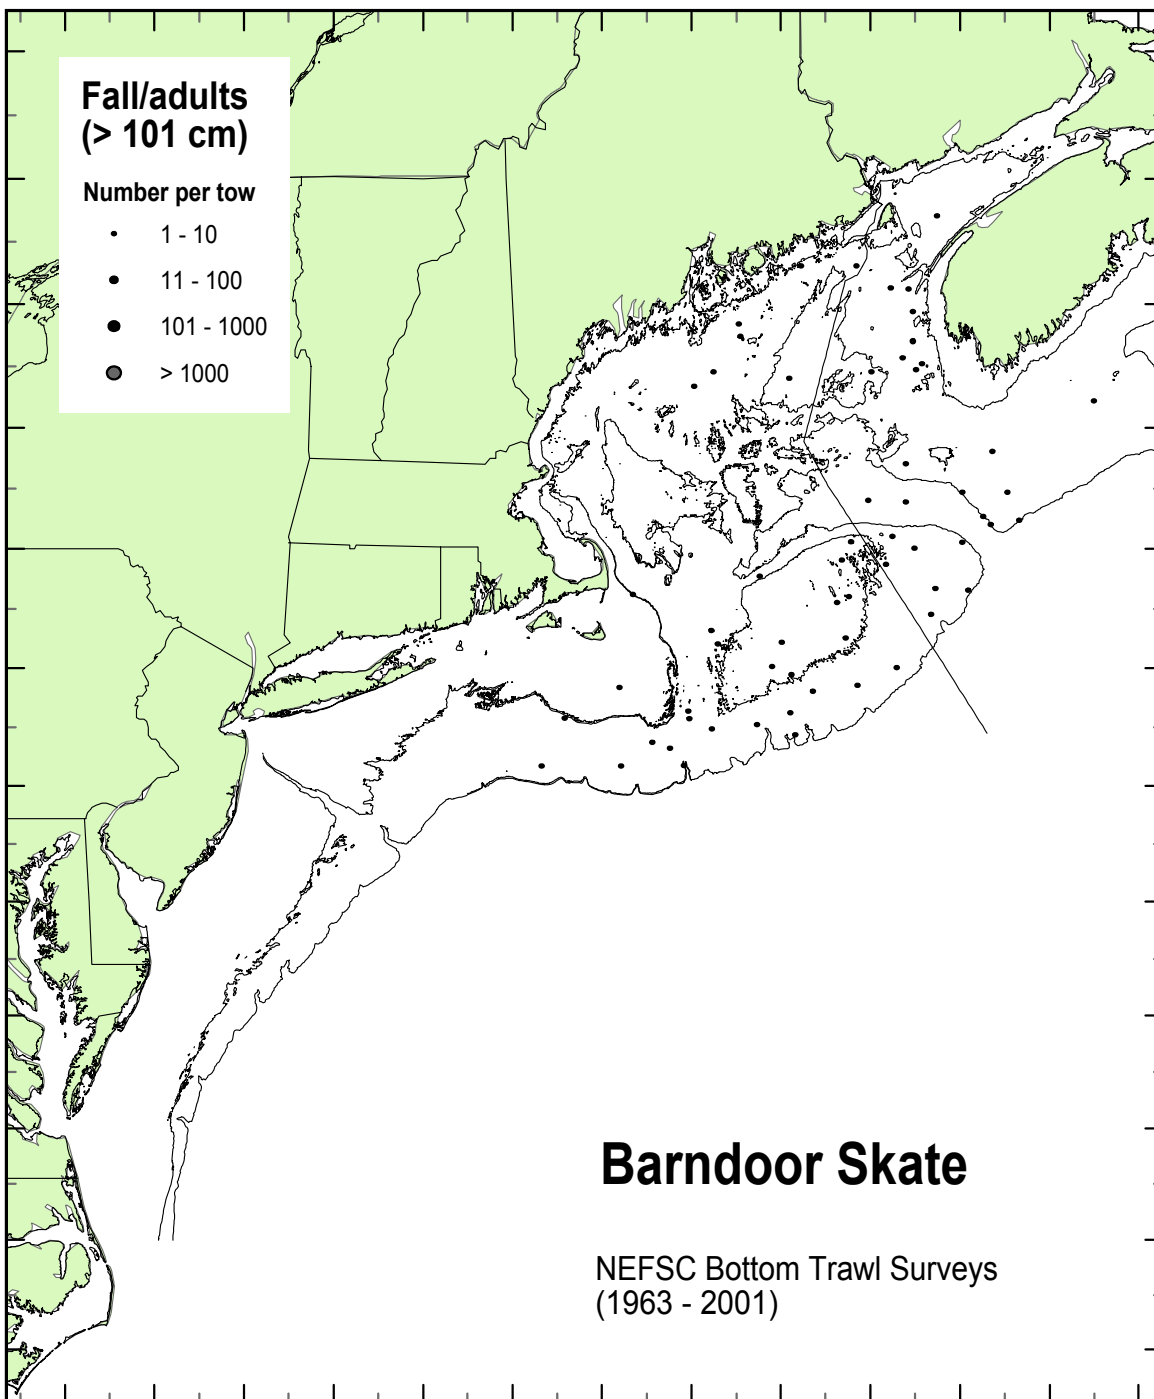 Fall/adults
(> 101 cm)
Number per tow
1 - 10
11 - 100
101 - 1000
> 1000
Barndoor Skate
NEFSC Bottom Trawl Surveys
(1963 - 2001)